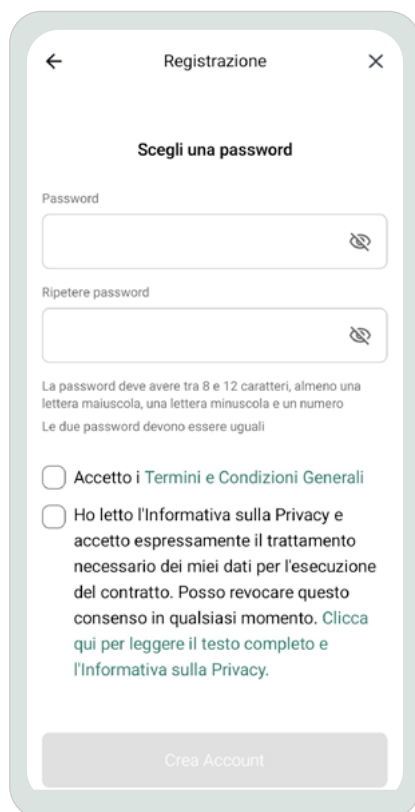 Registrazione
Scegli una password
Password
Ripetere password
La password deve avere tra 8 e 12 caratteri, almeno una
lettera maiuscola, una lettera minuscola e un numero
Le due password devono essere uguali
Accetto i Termini e Condizioni Generali
Ho letto l'Informativa sulla Privacy e
accetto espressamente il trattamento
necessario dei miei dati per l'esecuzione
del contratto. Posso revocare questo
consenso in qualsiasi momento. Clicca
qui per leggere il testo completo e
l'Informativa sulla Privacy.
Crea Account